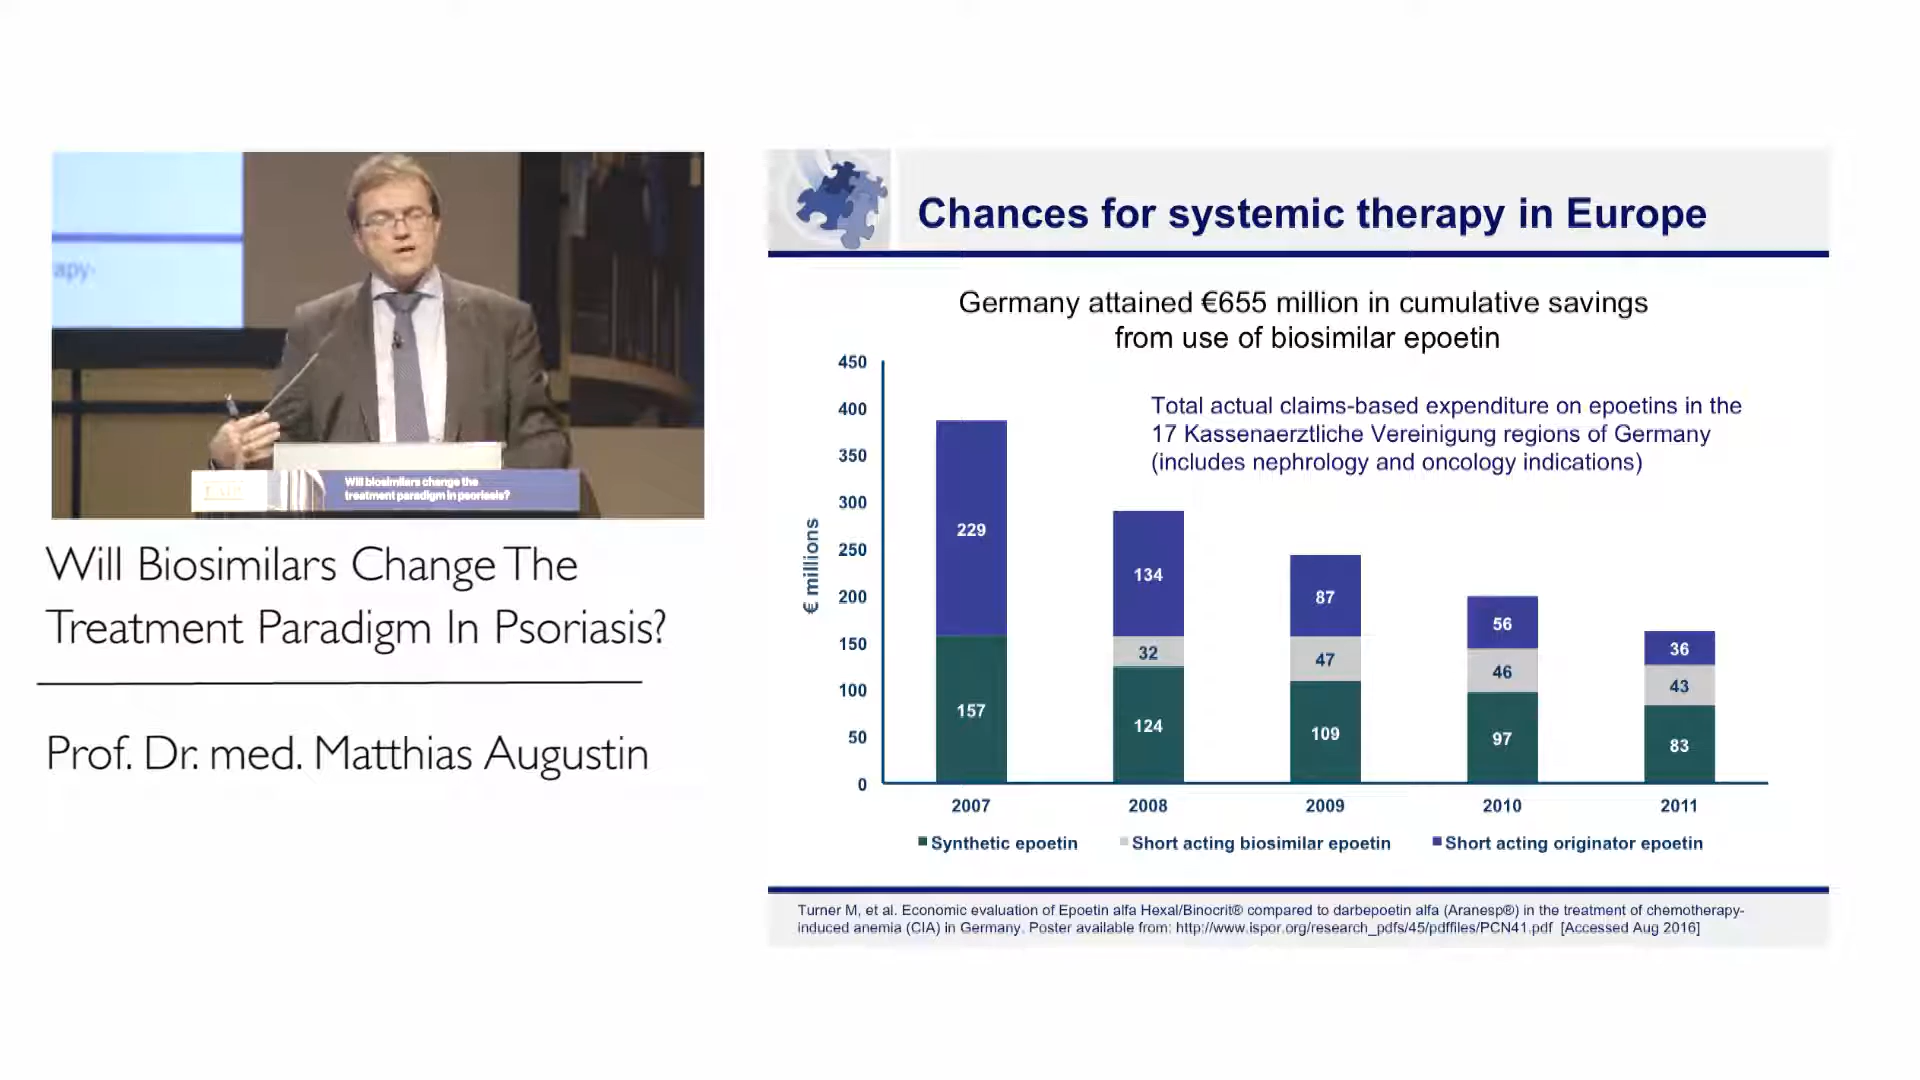 apy-
Will biosimilars change the
treatment paradigm in psoriasis?
Will Biosimilars Change The
Treatment Paradigm In Psoriasis?
Prof. Dr. med. Matthias Augustin
Chances for systemic therapy in Europe
Germany attained €655 million in cumulative savings
from use of biosimilar epoetin
Total actual claims-based expenditure on epoetins in the
17 Kassenaerztliche Vereinigung regions of Germany
(includes nephrology and oncology indications)
€ millions
450
400
350
300
250
200
150
100
50
0
229
157
134
32
124
87
47
109
56
46
97
36
43
83
2007 2008 2009 2010 2011
Synthetic epoetin Short acting biosimilar epoetin Short acting originator epoetin
Turner M, et al. Economic evaluation of Epoetin alfa Hexal/Binocrit® compared to darbepoetin alfa (Aranesp®) in the treatment of chemotherapy-
induced anemia (CIA) in Germany. Poster available from: http://www.ispor.org/research_pdfs/45/pdffiles/PCN41.pdf [Accessed Aug 2016]